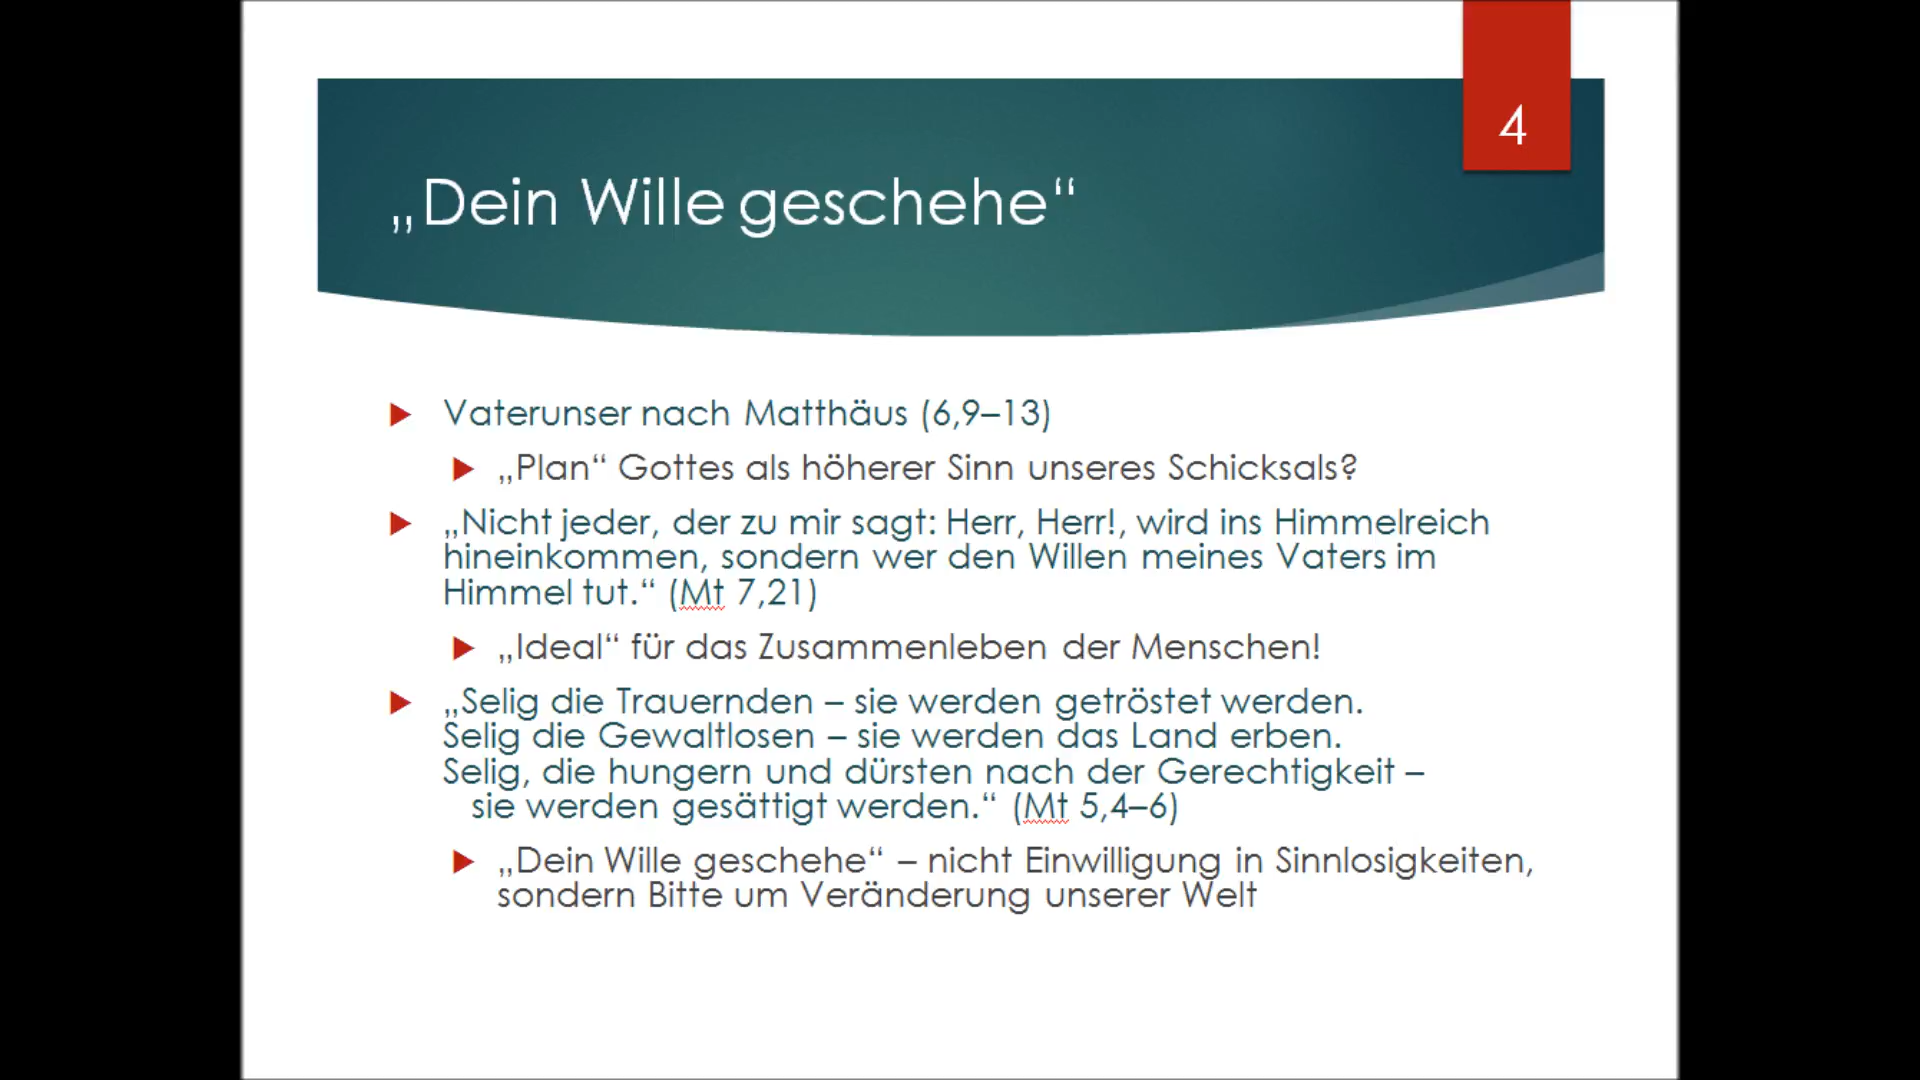 4
„Dein Wille geschehe“
Vaterunser nach Matthäus (6,9–13)
„Plan“ Gottes als höherer Sinn unseres Schicksals?
„Nicht jeder, der zu mir sagt: Herr, Herr!, wird ins Himmelreich
hineinkommen, sondern wer den Willen meines Vaters im
Himmel tut.“ (Mt 7,21)
„Ideal“ für das Zusammenleben der Menschen!
„Selig die Trauernden – sie werden getröstet werden.
Selig die Gewaltlosen – sie werden das Land erben.
Selig, die hungern und dürsten nach der Gerechtigkeit –
sie werden gesättigt werden.“ (Mt 5,4–6)
„Dein Wille geschehe“ – nicht Einwilligung in Sinnlosigkeiten,
sondern Bitte um Veränderung unserer Welt